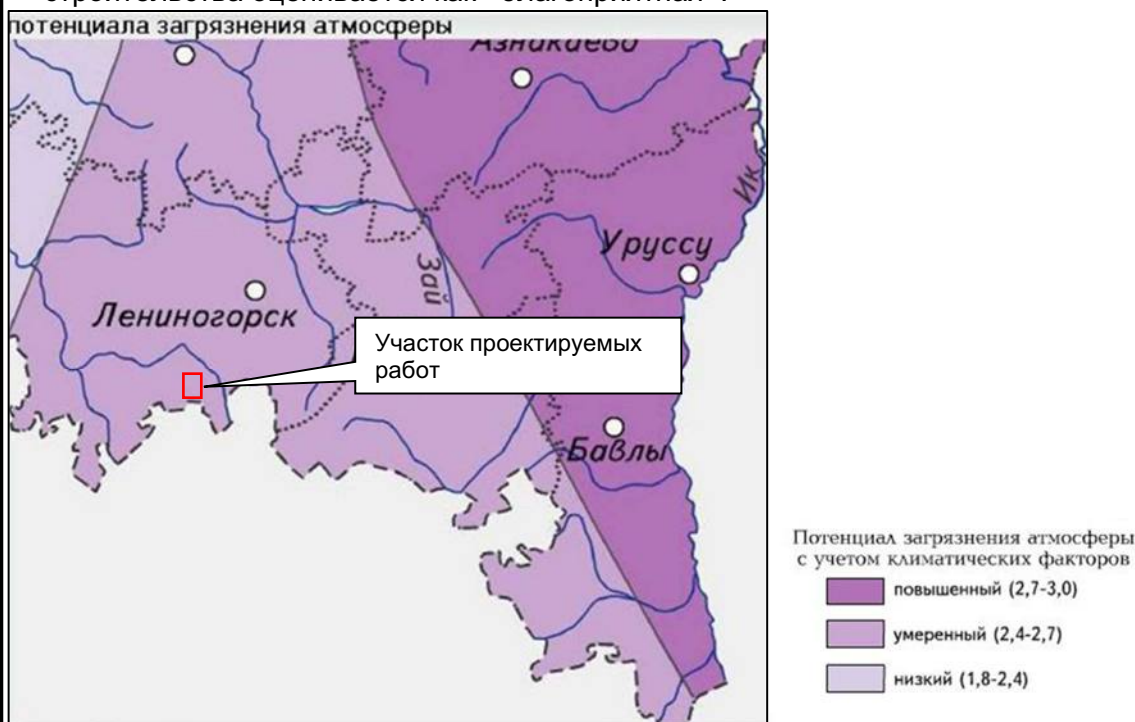 потенциала загрязнения атмосферы
Азнакаево
Ик
Уруссу
Зай
Лениногорск
Участок проектируемых
работ
Бавлы
Потенциал загрязнения атмосферы
с учетом климатических факторов
повышенный (2,7-3,0)
умеренный (2,4-2,7)
низкий (1,8-2,4)